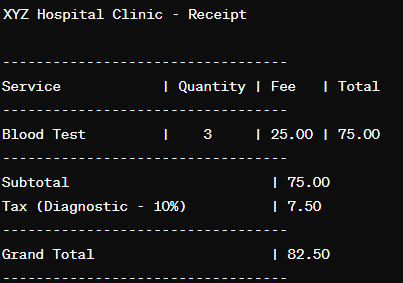 XYZ Hospital Clinic - Receipt
----------------------------------
Service | Quantity | Fee | Total
----------------------------------
Blood Test | 3 | 25.00 | 75.00
----------------------------------
Subtotal | 75.00
Tax (Diagnostic - 10%) | 7.50
----------------------------------
Grand Total | 82.50
----------------------------------